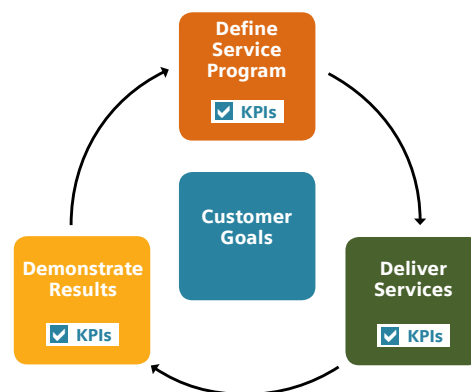 Define
Service
Program
KPIs
Customer
Goals
Demonstrate
Results
KPIs
Deliver
Services
KPIs